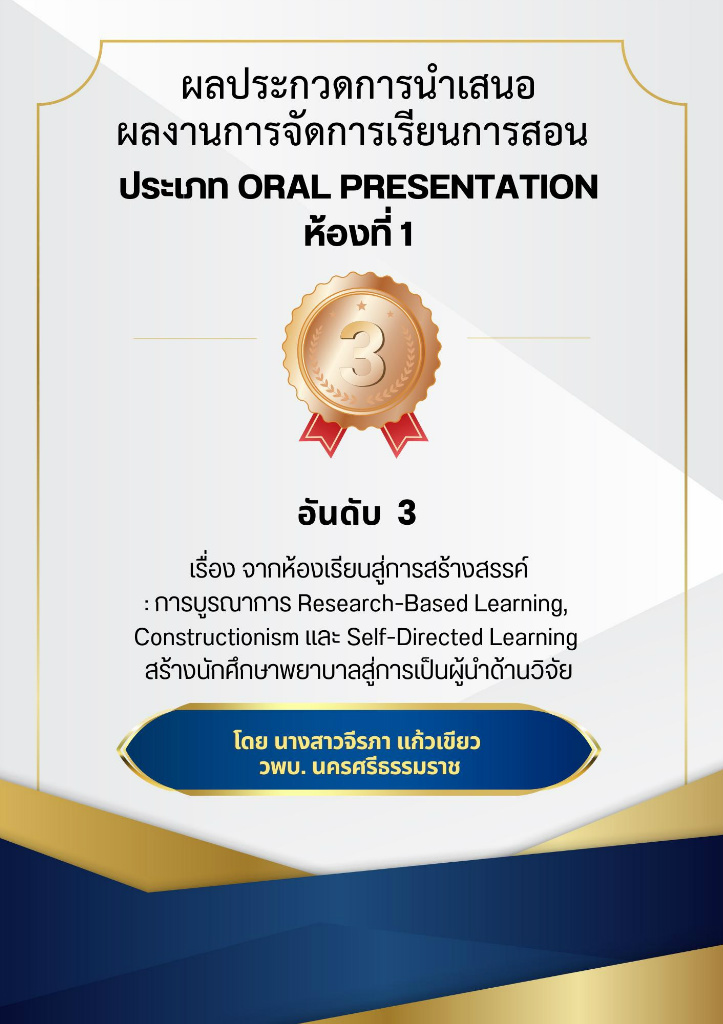 ผลประกวดการนำเสนอ
ผลงานการจัดการเรียนการสอน
ประเภท ORAL PRESENTATION
ห้องที่ 1
3
อันดับ 3
เรื่อง จากห้องเรียนสู่การสร้างสรรค์
: การบูรณาการ Research-Based Learning,
Constructionism และ Self-Directed Learning
สร้างนักศึกษาพยาบาลสู่การเป็นผู้นำด้านวิจัย
โดย นางสาวจีรภา แก้วเขียว
วพบ. นครศรีธรรมราช